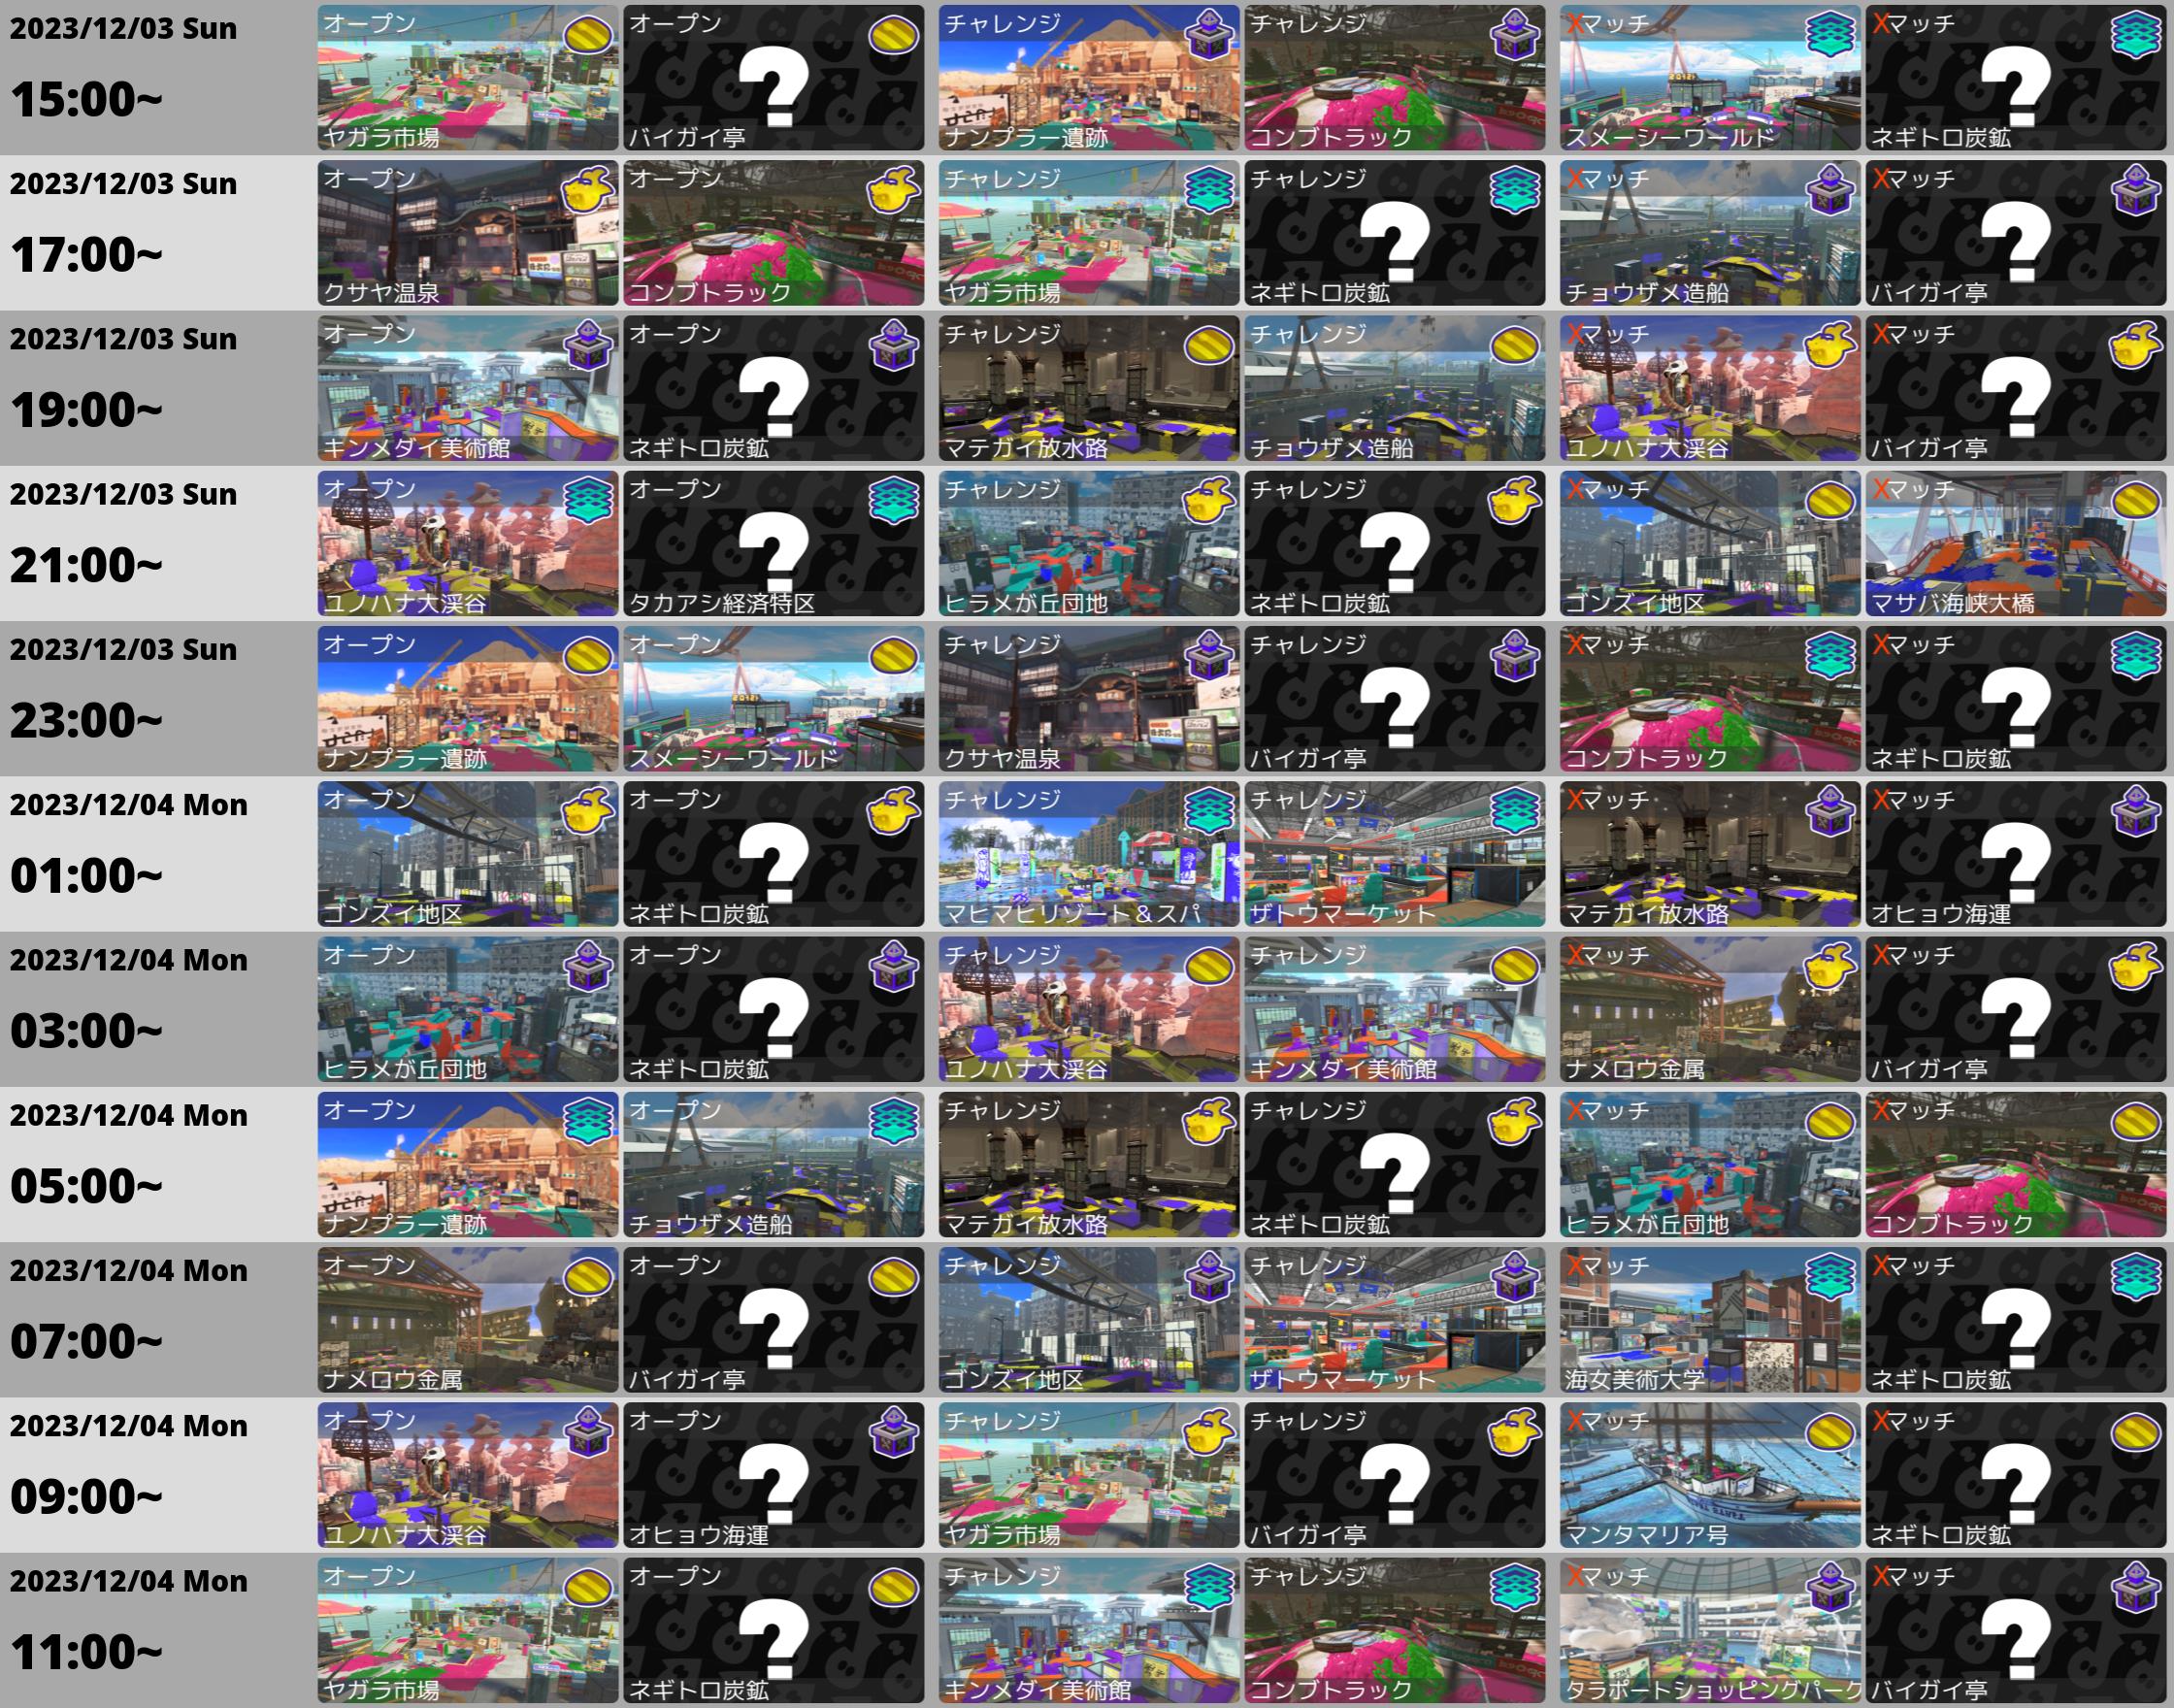 2023/12/03 Sun
15:00~
オープン
ヤガラ市場
オープン
バイガイ亭
チャレンジ
ナンプラー遺跡
チャレンジ
コンブトラック
Xマッチ
スメーシーワールド
Xマッチ
ネギトロ炭鉱
2023/12/03 Sun
17:00~
オープン
クサヤ温泉
オープン
コンブトラック
チャレンジ
ヤガラ市場
チャレンジ
ネギトロ炭鉱
Xマッチ
チョウザメ造船
Xマッチ
バイガイ亭
2023/12/03 Sun
19:00~
オープン
キンメダイ美術館
オープン
ネギトロ炭鉱
チャレンジ
マテガイ放水路
チャレンジ
チョウザメ造船
Xマッチ
ユノハナ大渓谷
Xマッチ
バイガイ亭
2023/12/03 Sun
21:00~
オープン
ユノハナ大渓谷
オープン
タカアシ経済特区
チャレンジ
ヒラメが丘団地
チャレンジ
ネギトロ炭鉱
Xマッチ
ゴンズイ地区
Xマッチ
マサバ海峡大橋
2023/12/03 Sun
23:00~
オープン
ナンプラー遺跡
オープン
スメーシーワールド
チャレンジ
クサヤ温泉
チャレンジ
バイガイ亭
Xマッチ
コンブトラック
Xマッチ
ネギトロ炭鉱
2023/12/04 Mon
01:00~
オープン
ゴンズイ地区
オープン
ネギトロ炭鉱
チャレンジ
マヒマヒリゾート＆スパ
チャレンジ
ザトウマーケット
Xマッチ
マテガイ放水路
Xマッチ
オヒョウ海運
2023/12/04 Mon
03:00~
オープン
ヒラメが丘団地
オープン
ネギトロ炭鉱
チャレンジ
ユノハナ大渓谷
チャレンジ
キンメダイ美術館
Xマッチ
ナメロウ金属
Xマッチ
バイガイ亭
2023/12/04 Mon
05:00~
オープン
ナンプラー遺跡
オープン
チョウザメ造船
チャレンジ
マテガイ放水路
チャレンジ
ネギトロ炭鉱
Xマッチ
ヒラメが丘団地
Xマッチ
コンブトラック
2023/12/04 Mon
07:00~
オープン
ナメロウ金属
オープン
バイガイ亭
チャレンジ
ゴンズイ地区
チャレンジ
ザトウマーケット
Xマッチ
海女美術大学
Xマッチ
ネギトロ炭鉱
2023/12/04 Mon
09:00~
オープン
ユノハナ大渓谷
オープン
オヒョウ海運
チャレンジ
ヤガラ市場
チャレンジ
バイガイ亭
Xマッチ
マンタマリア号
Xマッチ
ネギトロ炭鉱
2023/12/04 Mon
11:00~
オープン
ヤガラ市場
オープン
ネギトロ炭鉱
チャレンジ
キンメダイ美術館
チャレンジ
コンブトラック
Xマッチ
タラポートショッピングパーク
Xマッチ
バイガイ亭